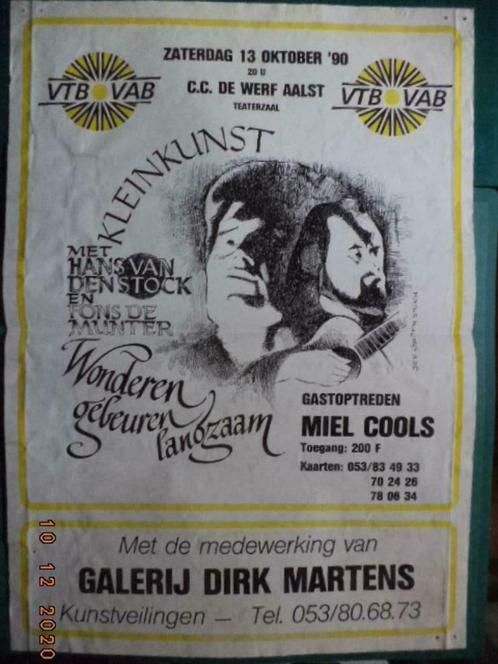 ZATERDAG 13 OKTOBER '90
20 U
C.C. DE WERF AALST
TEATERZAAL
VTB VAB
VTB VAB
KLEINKUNST
MET
HANS VAN
DEN STOCK
EN
FONS DE
MUNTER
Wonderen
gebeuren
langzaam
GASTOPTREDEN
MIEL COOLS
Toegang: 200 F
Kaarten: 053/83 49 33
70 24 26
78 06 34
Met de medewerking van
GALERIJ DIRK MARTENS
Kunstveilingen — Tel. 053/80.68.73
10 12 2020